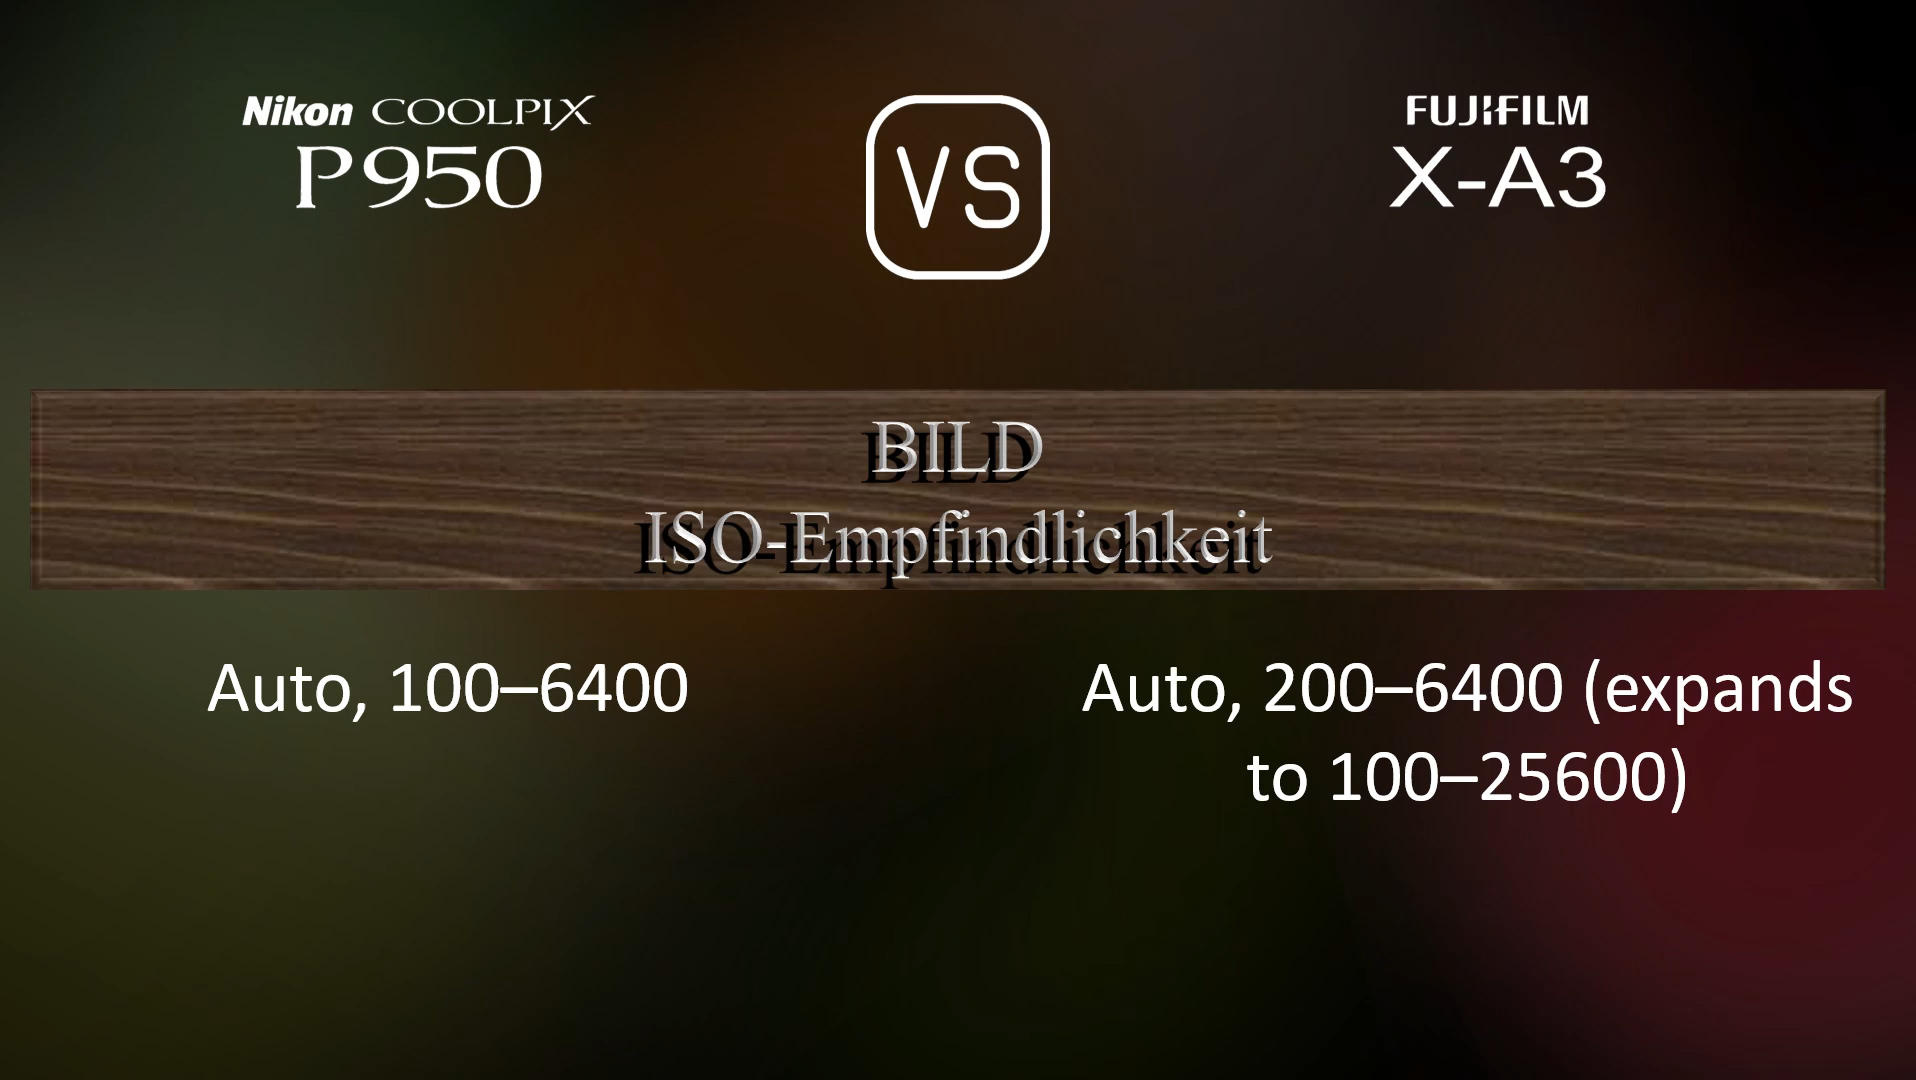 Nikon COOLPIX
P950
VS
FUJIFILM
X-A3
BILD
ISO-Empfindlichkeit
Auto, 100–6400
Auto, 200–6400 (expands
to 100–25600)